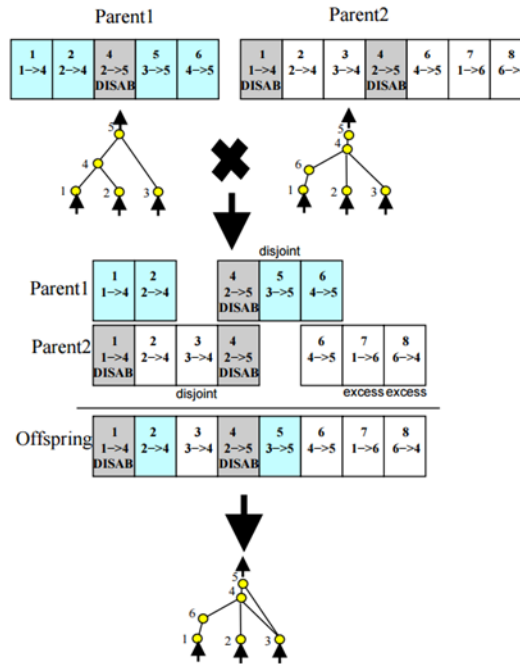 Parent1 Parent2
1 2 4 5 6 1 2 3 4 6 7 8
1->4 2->4 2->5 3->5 4->5 1->4 2->4 3->4 2->5 4->5 1->6 6->
DISAB DISAB DISAB
5
4
1 2 3
5
4
6
1 2 3
disjoint
Parent1
1 2 4 5 6
1->4 2->4 2->5 3->5 4->5
DISAB
Parent2
1 2 3 4 6 7 8
1->4 2->4 3->4 2->5 4->5 1->6 6->4
DISAB DISAB
disjoint excess excess
Offspring
1 2 3 4 5 6 7 8
1->4 2->4 3->4 2->5 3->5 4->5 1->6 6->4
DISAB DISAB
5
4
6
1 2 3